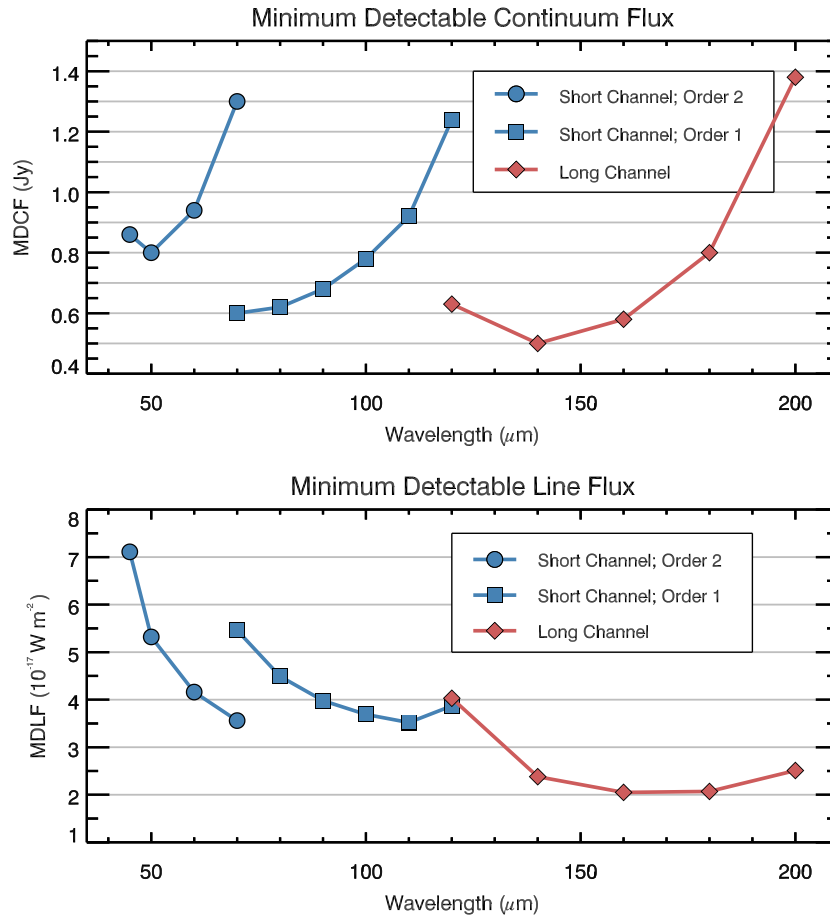 Minimum Detectable Continuum Flux
1.4
1.2
1.0
0.8
0.6
0.4
MDCF (Jy)
Short Channel; Order 2
Short Channel; Order 1
Long Channel
50
100
150
200
Wavelength (μm)
Minimum Detectable Line Flux
8
7
6
5
4
3
2
1
MDLF (10⁻¹⁷ W m⁻²)
Short Channel; Order 2
Short Channel; Order 1
Long Channel
50
100
150
200
Wavelength (μm)